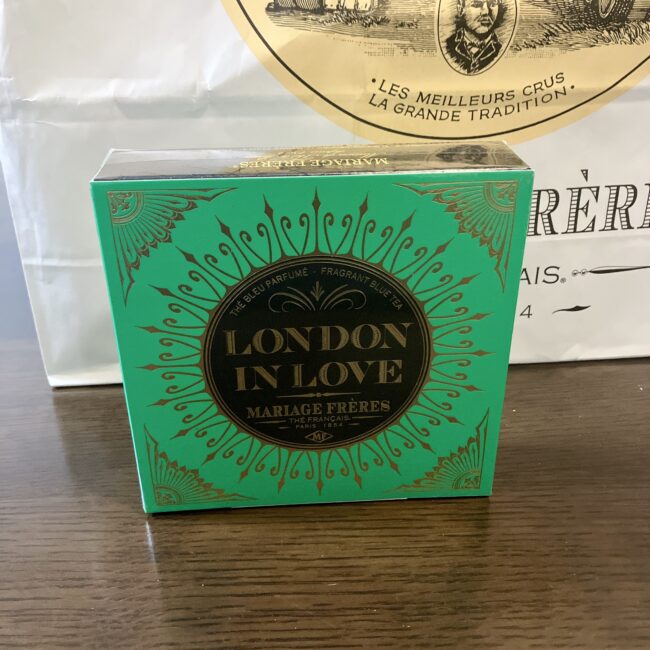 • LES MEILLEURS CRUS
LA GRANDE TRADITION •
MARIAGE FRÈRES
THÉ BLEU PARFUMÉ - FRAGRANT BLUE TEA
LONDON
IN LOVE
MARIAGE FRÈRES
THÉ FRANÇAIS
PARIS 1854
MF
RÈRE
AIS.
4